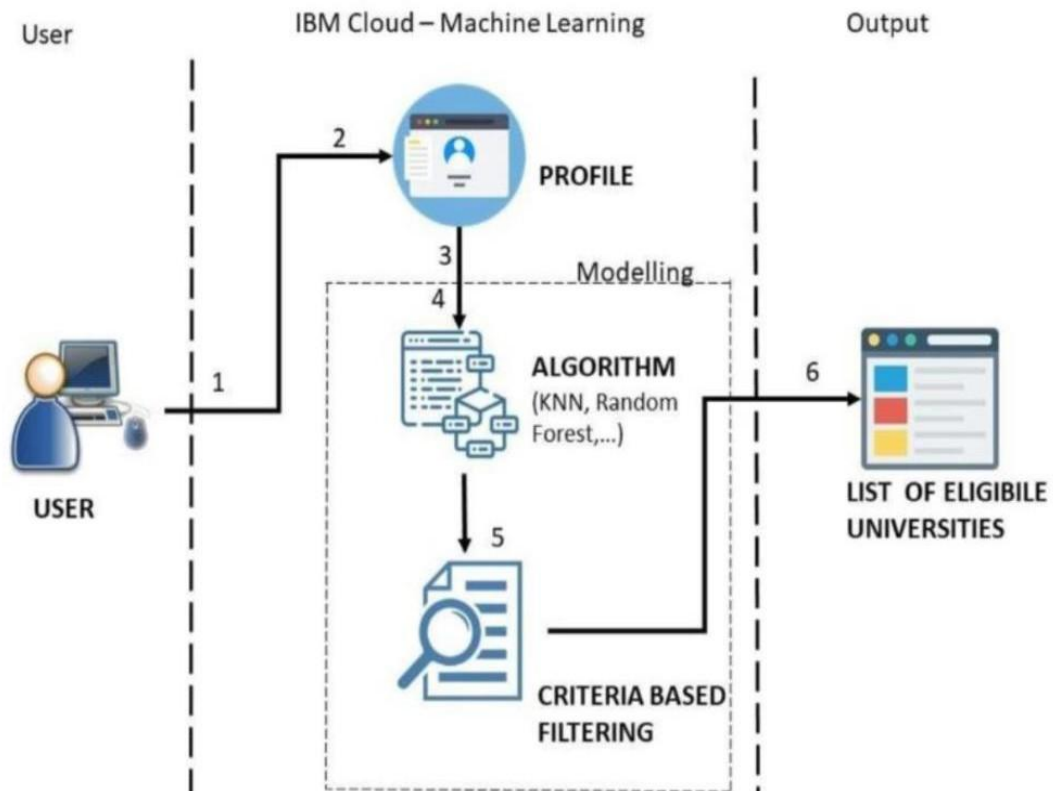 User
IBM Cloud – Machine Learning
Output
2
PROFILE
3
Modelling
4
ALGORITHM
(KNN, Random
Forest,...)
1
6
USER
LIST OF ELIGIBILE
UNIVERSITIES
5
CRITERIA BASED
FILTERING